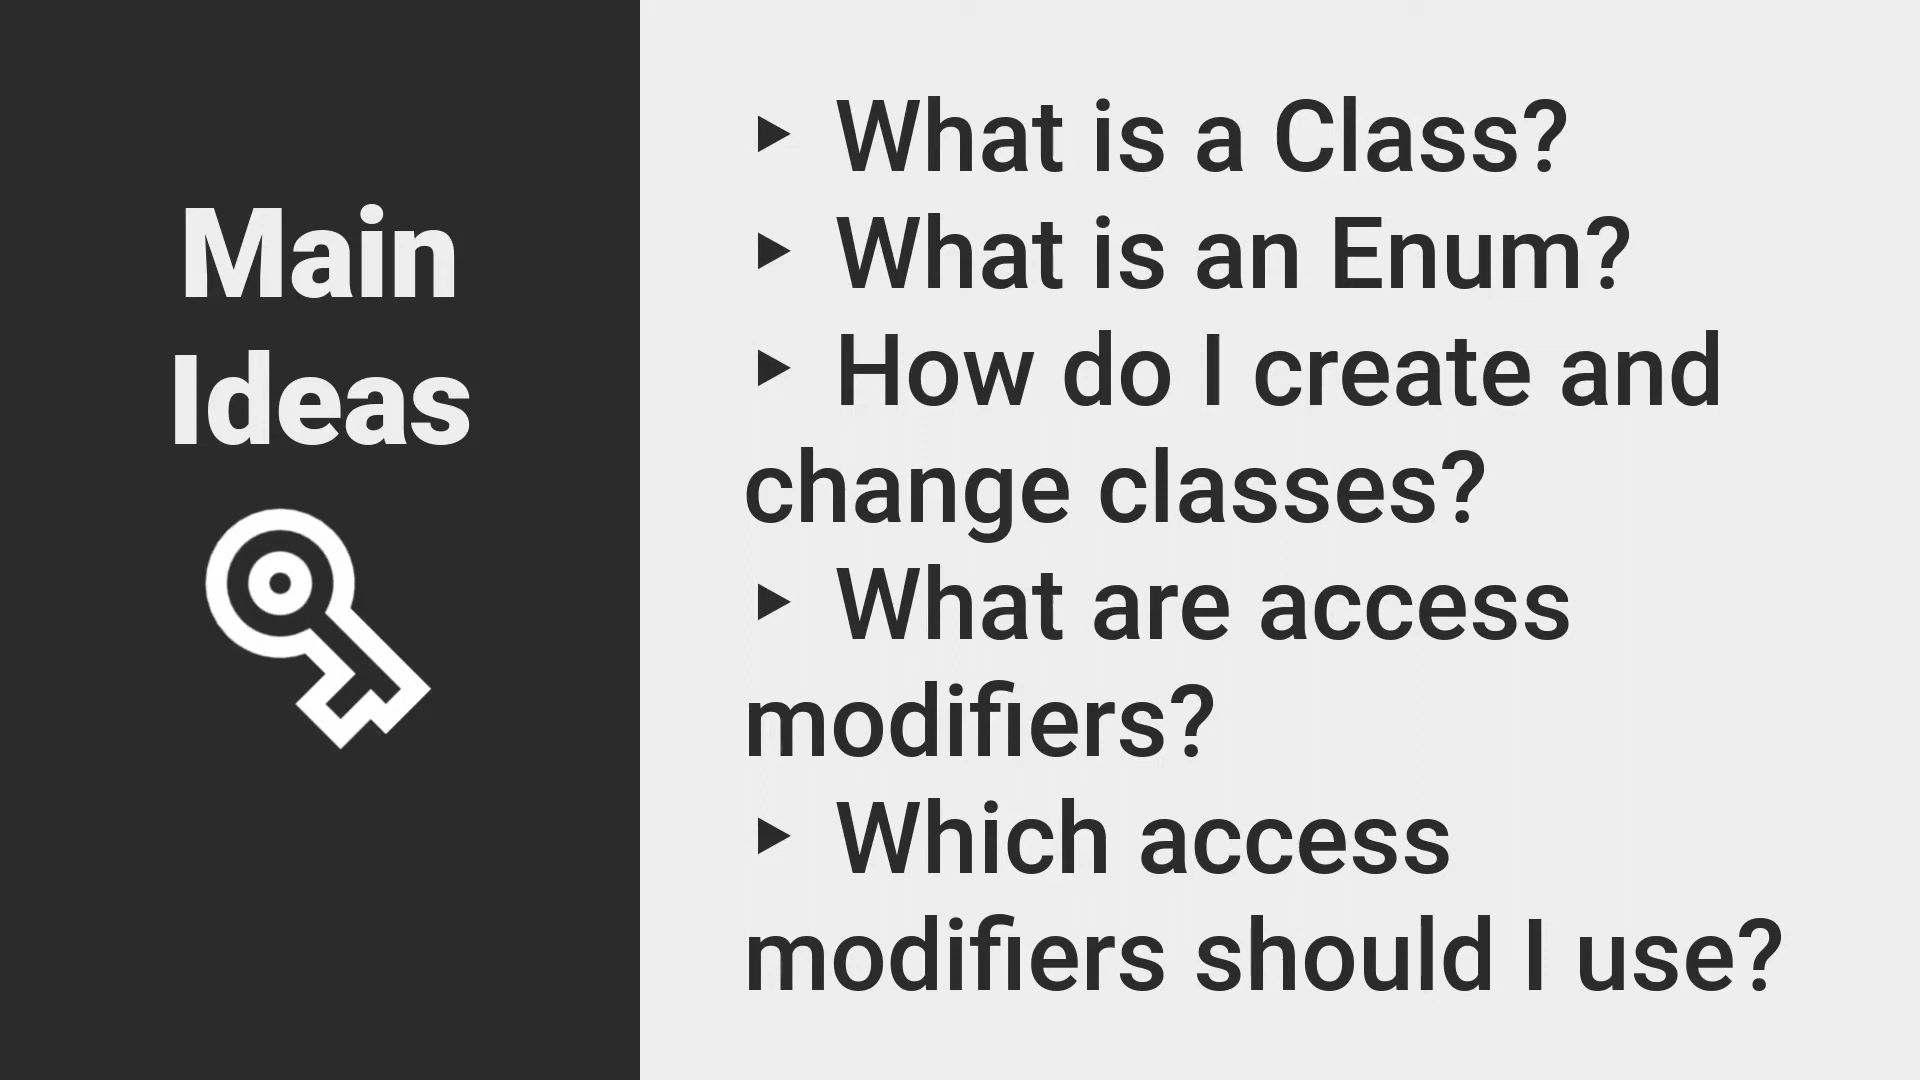 Main
Ideas
‣ What is a Class?
‣ What is an Enum?
‣ How do I create and
change classes?
‣ What are access
modifiers?
‣ Which access
modifiers should I use?